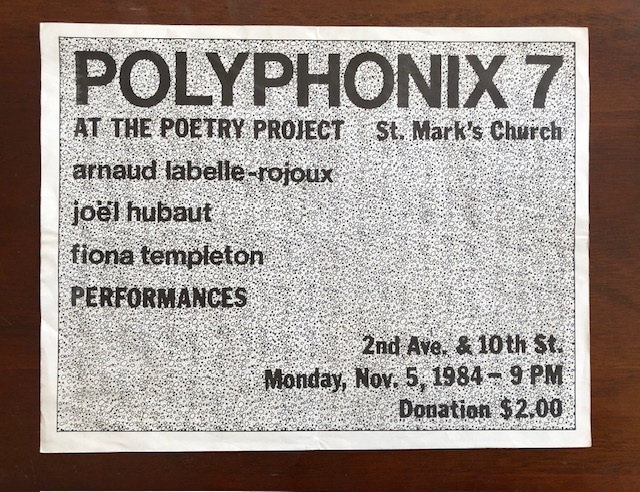 POLYPHONIX 7
AT THE POETRY PROJECT St. Mark's Church
arnaud labelle-rojoux
joël hubaut
fiona templeton
PERFORMANCES
2nd Ave. & 10th St.
Monday, Nov. 5, 1984 – 9 PM
Donation $2.00